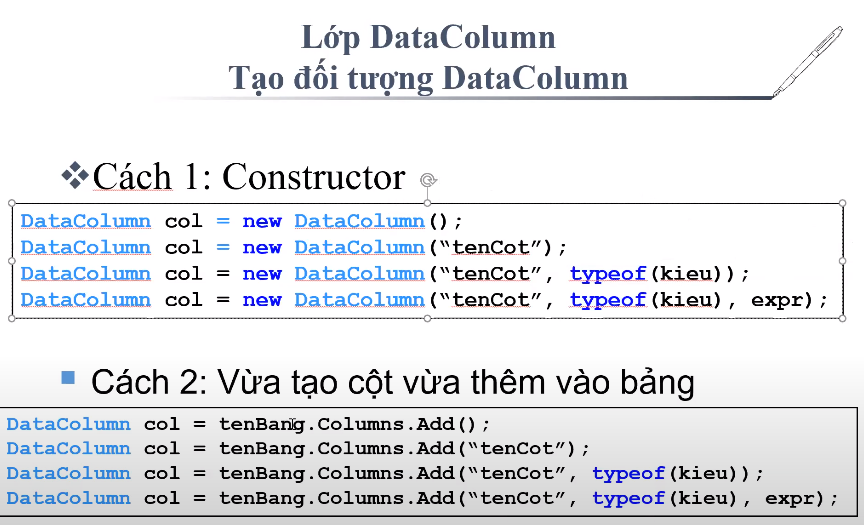 Lớp DataColumn
Tạo đối tượng DataColumn
❖Cách 1: Constructor
DataColumn col = new DataColumn();
DataColumn col = new DataColumn(“tenCot”);
DataColumn col = new DataColumn(“tenCot”, typeof(kieu));
DataColumn col = new DataColumn(“tenCot”, typeof(kieu), expr);
▪ Cách 2: Vừa tạo cột vừa thêm vào bảng
DataColumn col = tenBang.Columns.Add();
DataColumn col = tenBang.Columns.Add(“tenCot”);
DataColumn col = tenBang.Columns.Add(“tenCot”, typeof(kieu));
DataColumn col = tenBang.Columns.Add(“tenCot”, typeof(kieu), expr);